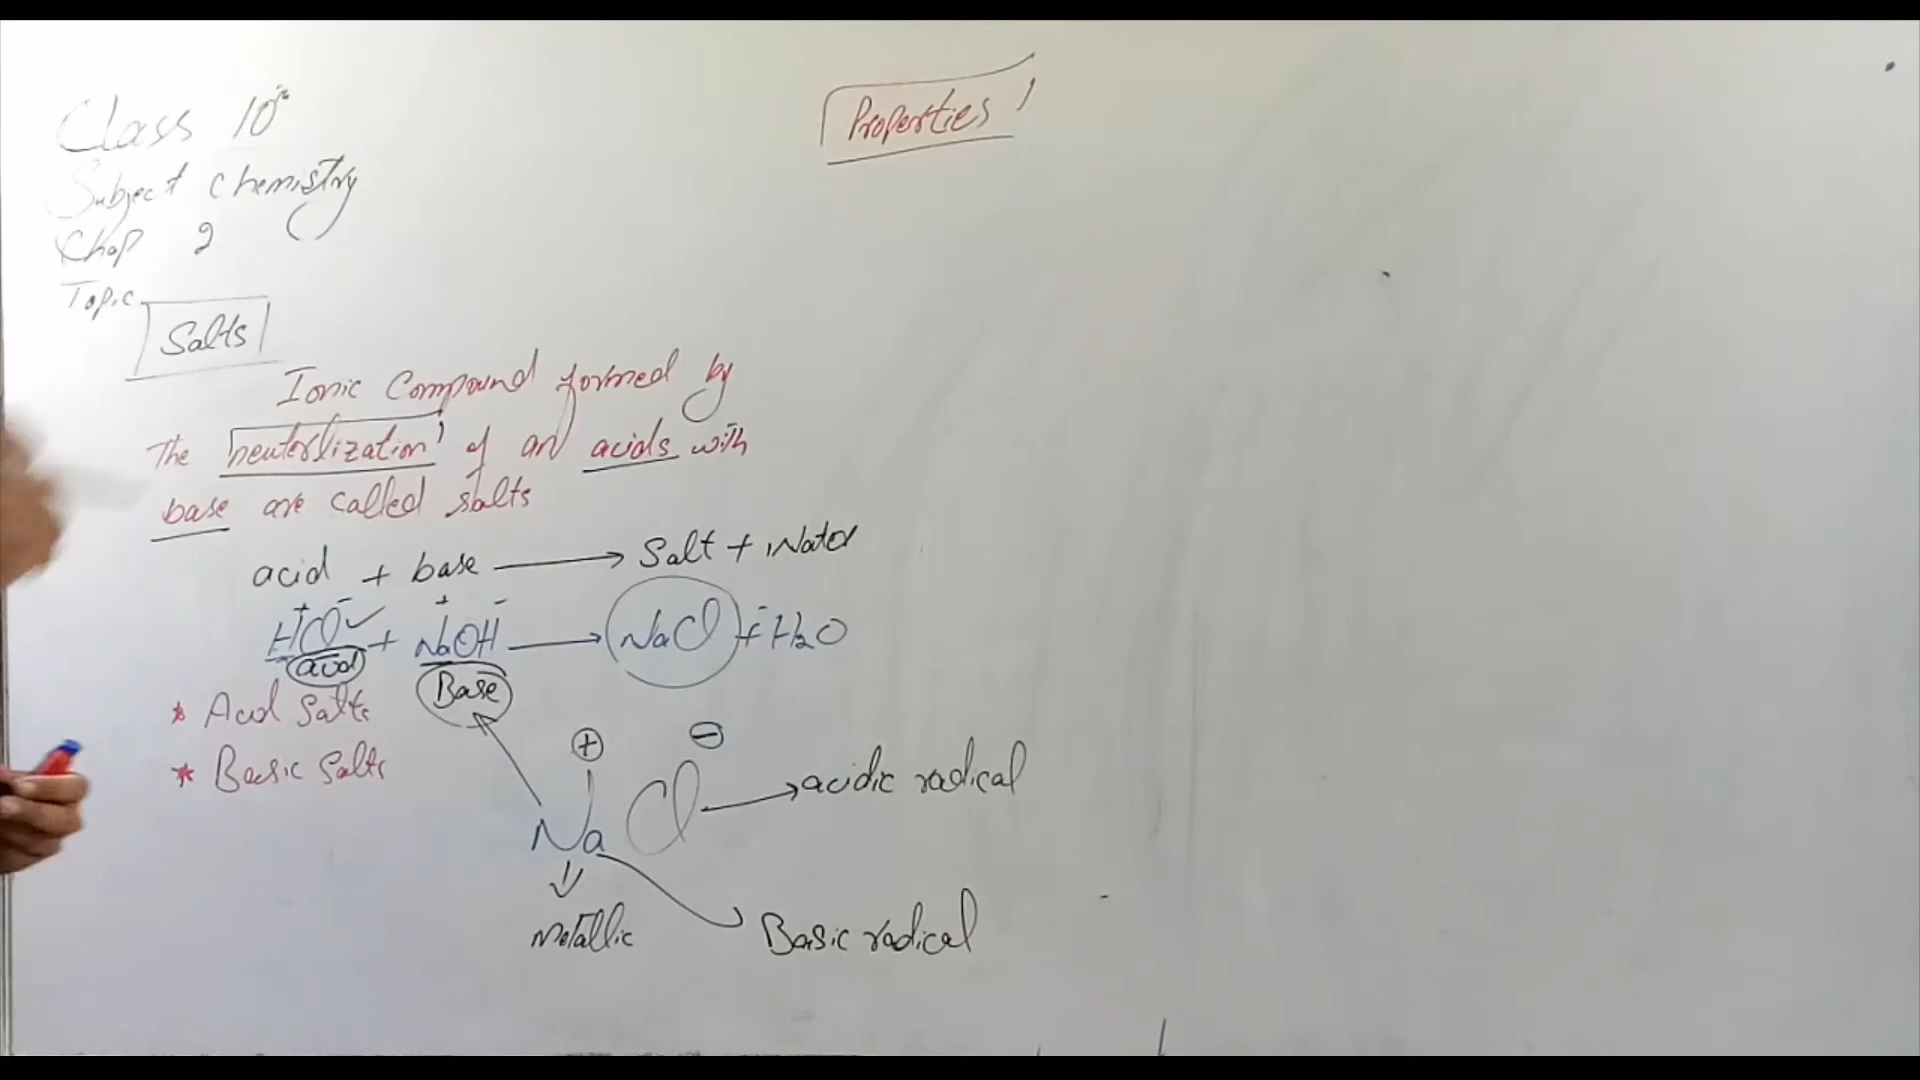 Class 10th
Subject Chemistry
Chap 2
Topic
Salts
Ionic Compound formed by
The neuterlization of an acids with
base are called salts
acid + base → Salt + Water
+ - + -
HCl + NaOH → NaCl + H₂O
acid Base
* Acid Salts
* Basic Salts
+ -
Na Cl → acidic radical
Metallic Basic radical
Properties